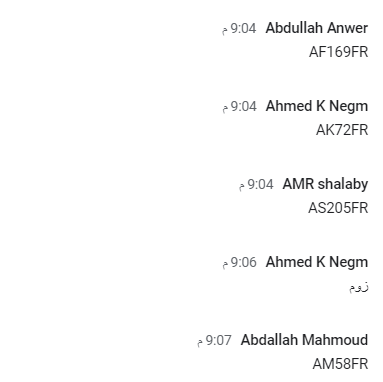 Abdullah Anwer 9:04 م
AF169FR
Ahmed K Negm 9:04 م
AK72FR
AMR shalaby 9:04 م
AS205FR
Ahmed K Negm 9:06 م
زوم
Abdallah Mahmoud 9:07 م
AM58FR